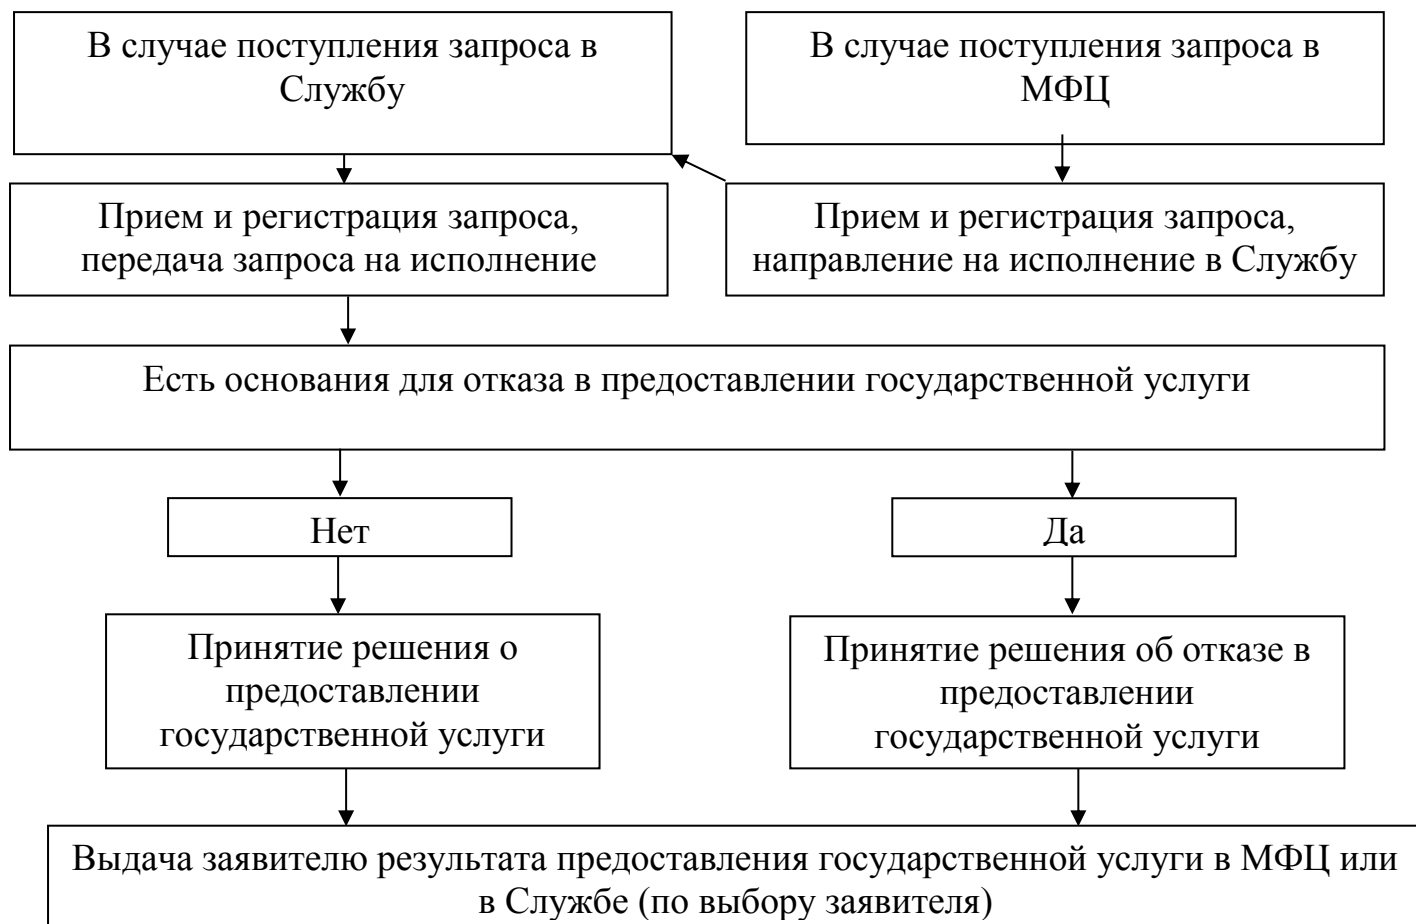 В случае поступления запроса в
Службу
В случае поступления запроса в
МФЦ
Прием и регистрация запроса,
передача запроса на исполнение
Прием и регистрация запроса,
направление на исполнение в Службу
Есть основания для отказа в предоставлении государственной услуги
Нет
Да
Принятие решения о
предоставлении
государственной услуги
Принятие решения об отказе в
предоставлении
государственной услуги
Выдача заявителю результата предоставления государственной услуги в МФЦ или
в Службе (по выбору заявителя)